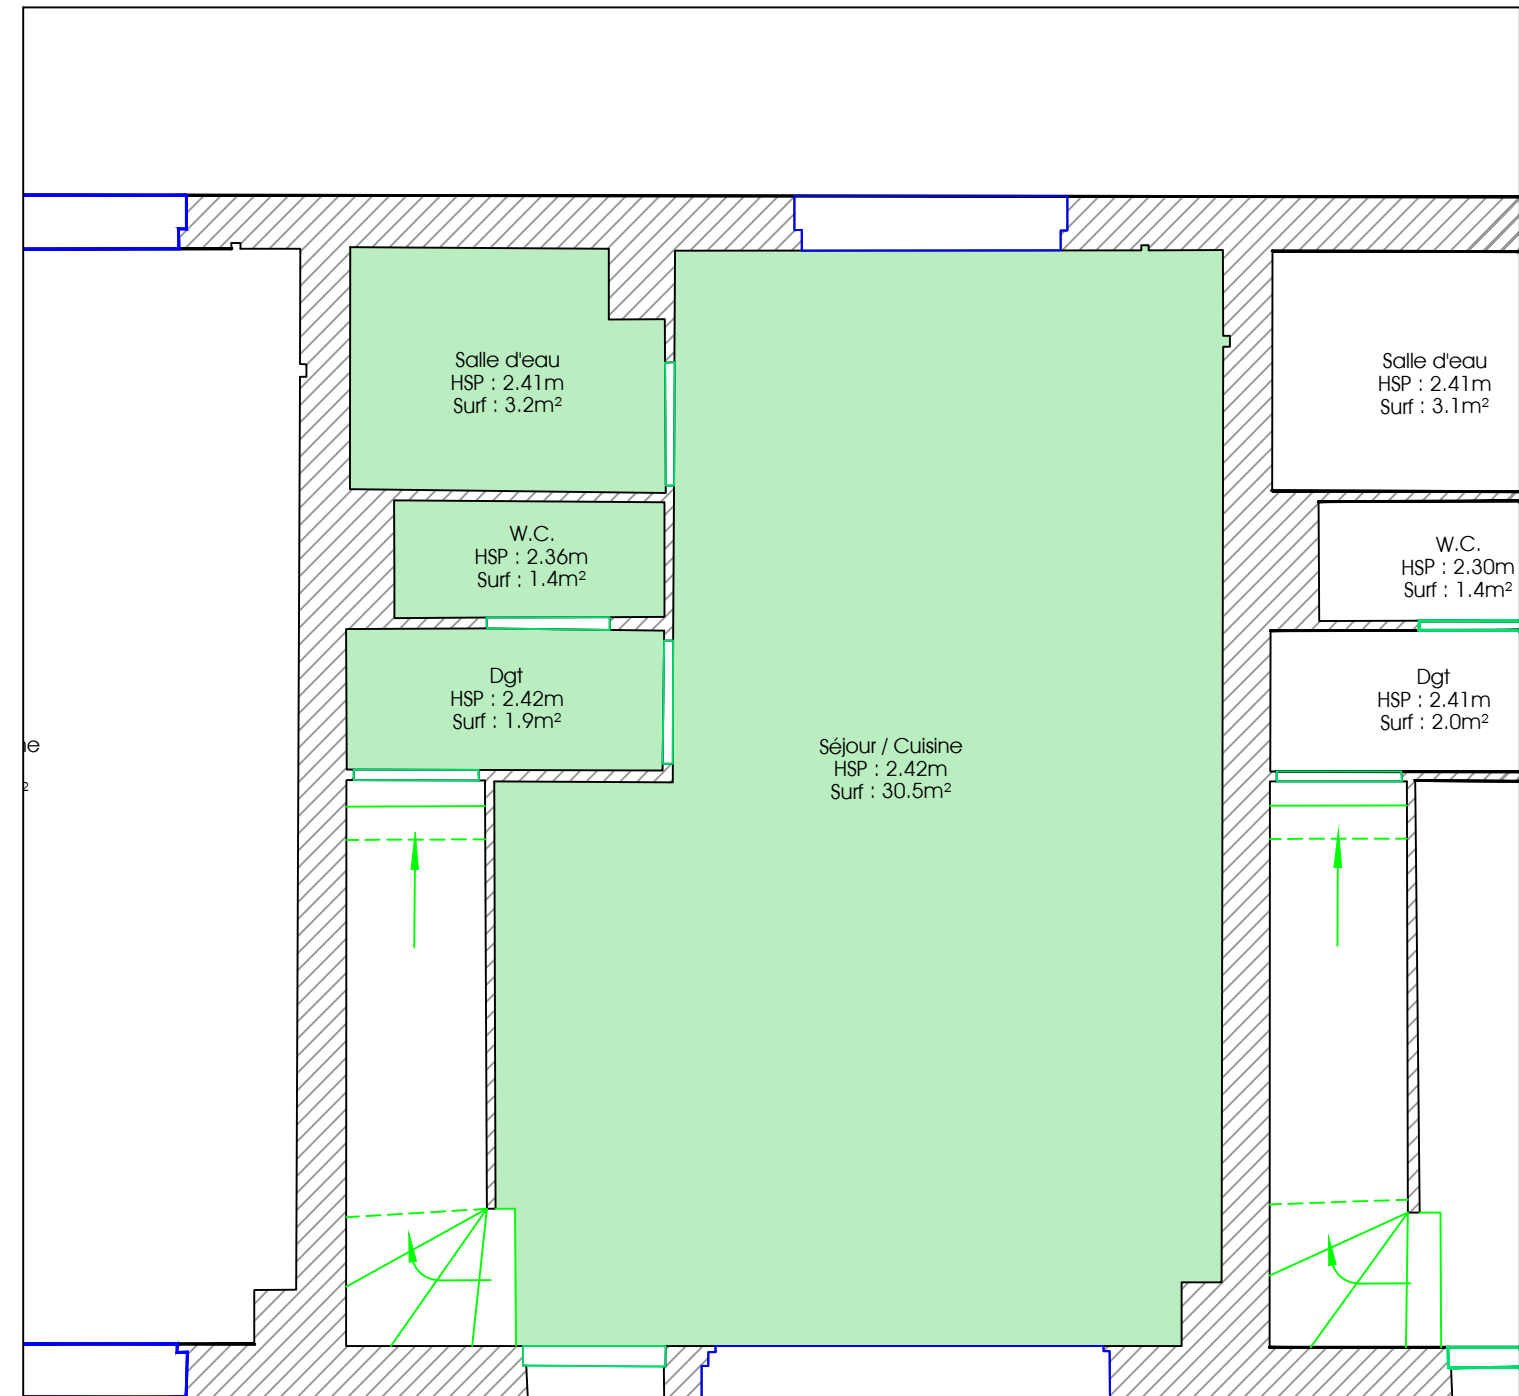 Salle d'eau
HSP : 2.41m
Surf : 3.2m²
Salle d'eau
HSP : 2.41m
Surf : 3.1m²
W.C.
HSP : 2.36m
Surf : 1.4m²
W.C.
HSP : 2.30m
Surf : 1.4m²
Dgt
HSP : 2.42m
Surf : 1.9m²
Dgt
HSP : 2.41m
Surf : 2.0m²
Séjour / Cuisine
HSP : 2.42m
Surf : 30.5m²